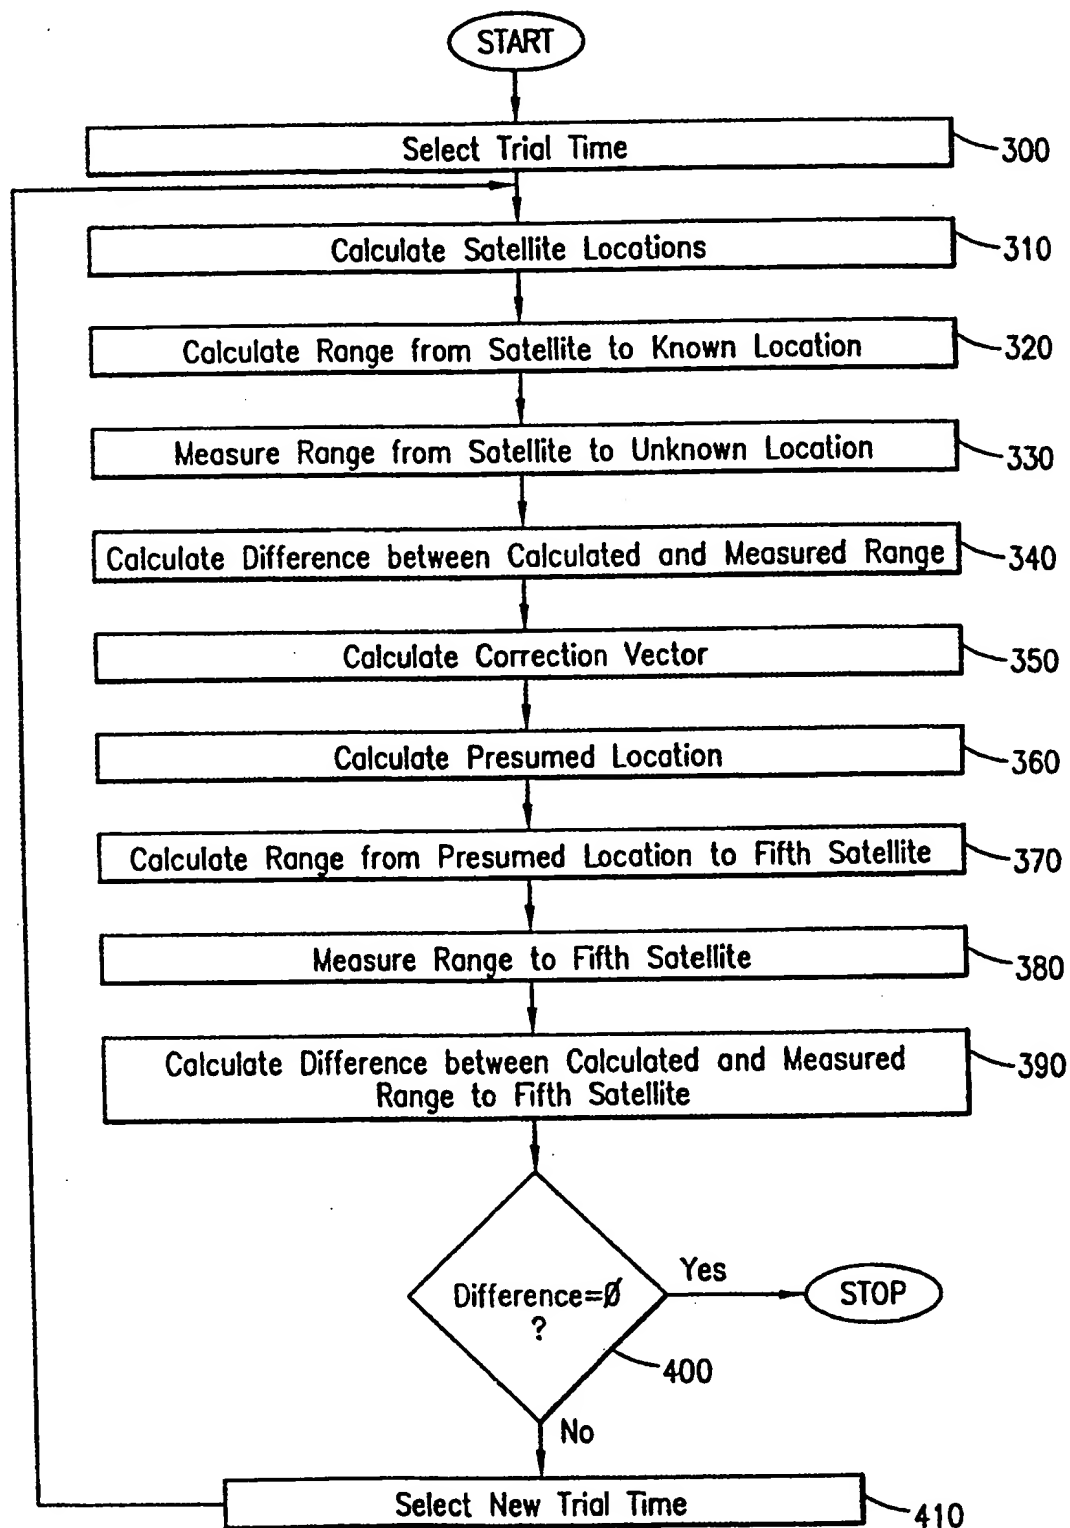 START
Select Trial Time
300
Calculate Satellite Locations
310
Calculate Range from Satellite to Known Location
320
Measure Range from Satellite to Unknown Location
330
Calculate Difference between Calculated and Measured Range
340
Calculate Correction Vector
350
Calculate Presumed Location
360
Calculate Range from Presumed Location to Fifth Satellite
370
Measure Range to Fifth Satellite
380
Calculate Difference between Calculated and Measured
Range to Fifth Satellite
390
Difference=Ø
?
Yes
STOP
400
No
Select New Trial Time
410